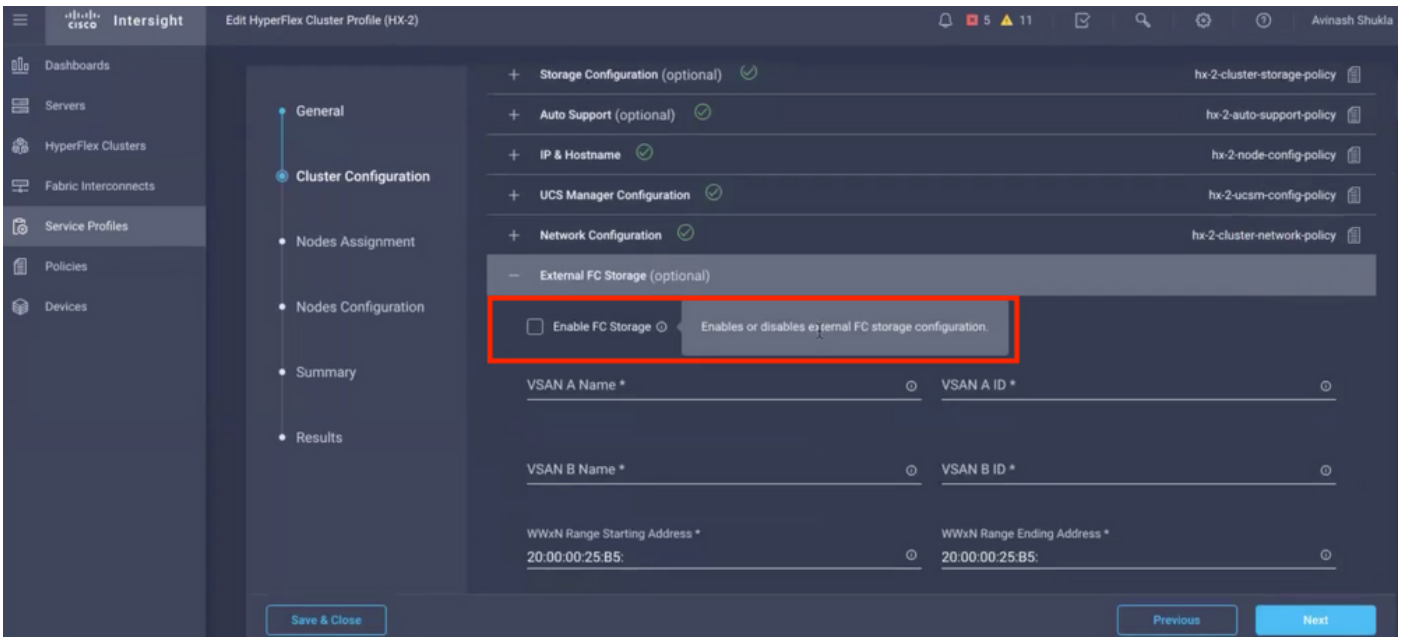 cisco Intersight
Edit HyperFlex Cluster Profile (HX-2)
5 11
Avinash Shukla
Dashboards
Servers
HyperFlex Clusters
Fabric Interconnects
Service Profiles
Policies
Devices
General
Cluster Configuration
Nodes Assignment
Nodes Configuration
Summary
Results
+ Storage Configuration (optional) hx-2-cluster-storage-policy
+ Auto Support (optional) hx-2-auto-support-policy
+ IP & Hostname hx-2-node-config-policy
+ UCS Manager Configuration hx-2-ucsm-config-policy
+ Network Configuration hx-2-cluster-network-policy
− External FC Storage (optional)
Enable FC Storage Enables or disables external FC storage configuration.
VSAN A Name * VSAN A ID *
VSAN B Name * VSAN B ID *
WWxN Range Starting Address * WWxN Range Ending Address *
20:00:00:25:B5: 20:00:00:25:B5:
Save & Close Previous Next